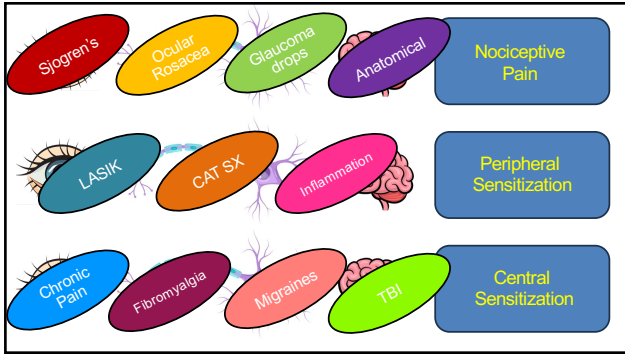 Sjogren's
Ocular
Rosacea
Glaucoma
drops
Anatomical
Nociceptive
Pain
LASIK
CAT SX
Inflammation
Peripheral
Sensitization
Chronic
Pain
Fibromyalgia
Migraines
TBI
Central
Sensitization